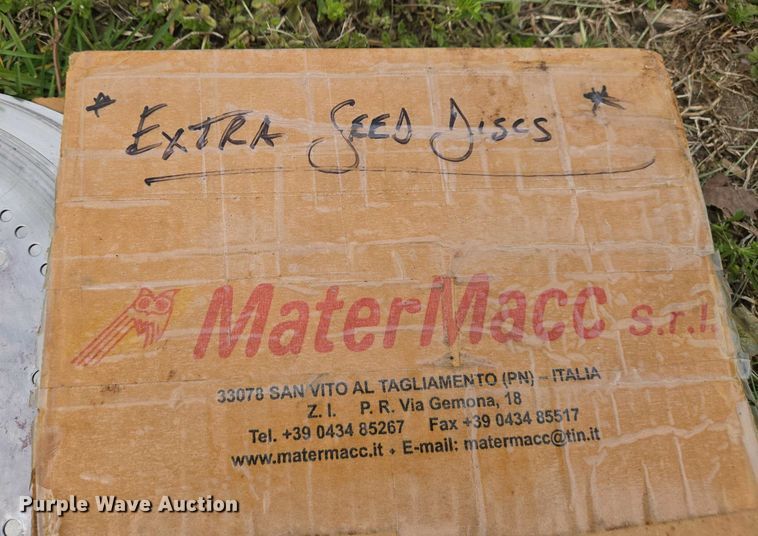 * EXTRA SEED DISCS *
MaterMacc s.r.l.
33078 SAN VITO AL TAGLIAMENTO (PN) – ITALIA
Z. I. P. R. Via Gemona, 18
Tel. +39 0434 85267 Fax +39 0434 85517
www.matermacc.it • E-mail: matermacc@tin.it
Purple Wave Auction